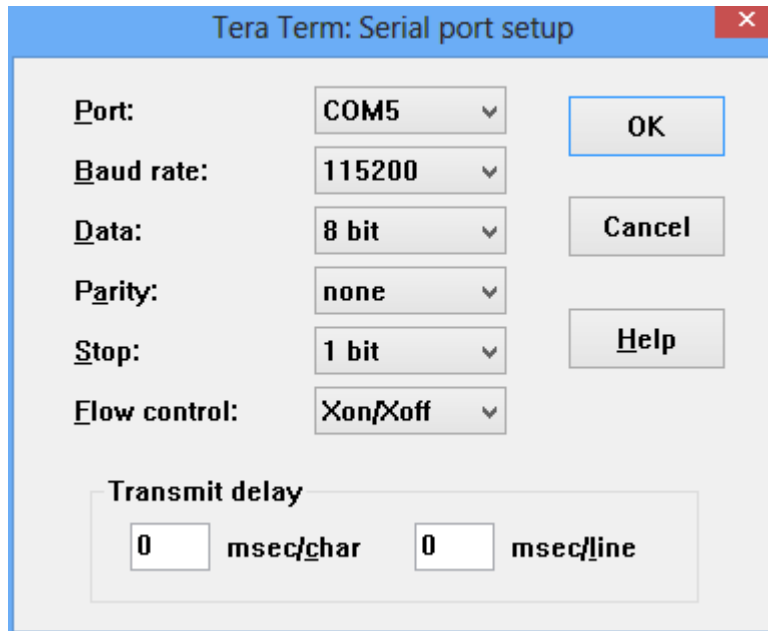 Tera Term: Serial port setup
Port: COM5 OK
Baud rate: 115200
Data: 8 bit Cancel
Parity: none
Stop: 1 bit Help
Flow control: Xon/Xoff
Transmit delay
0 msec/char 0 msec/line